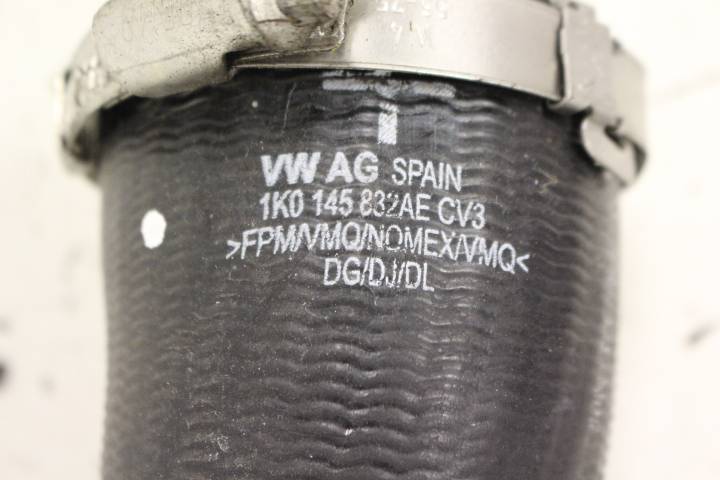 VW AG SPAIN
1K0 145 832AE CV3
>FPM/VMQ/NOMEX/VMQ<
DG/DJ/DL